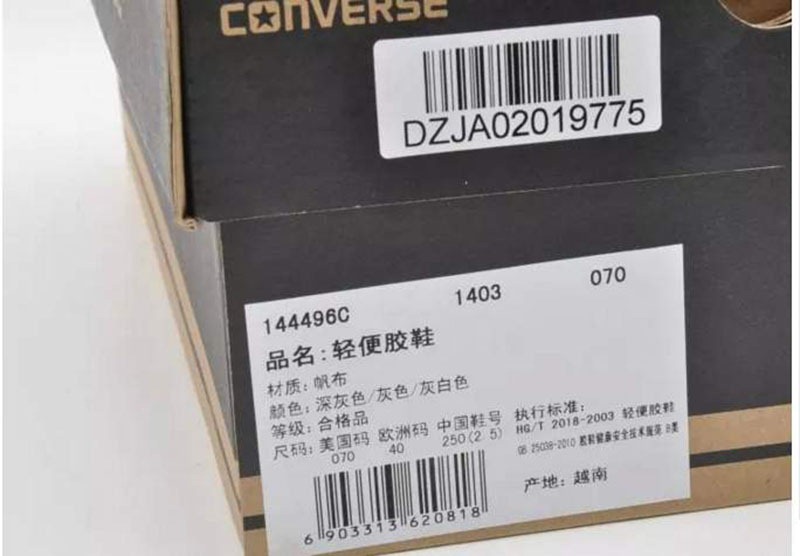 CONVERSE
DZJA02019775
144496C 1403 070
品名:轻便胶鞋
材质:帆布
颜色:深灰色/灰色/灰白色
等级:合格品
尺码:美国码 欧洲码 中国鞋号
070 40 250(2.5)
执行标准:
HG/T 2018-2003 轻便胶鞋
GB 25038-2010 胶鞋健康安全技术规范 B类
产地:越南
6903313620818